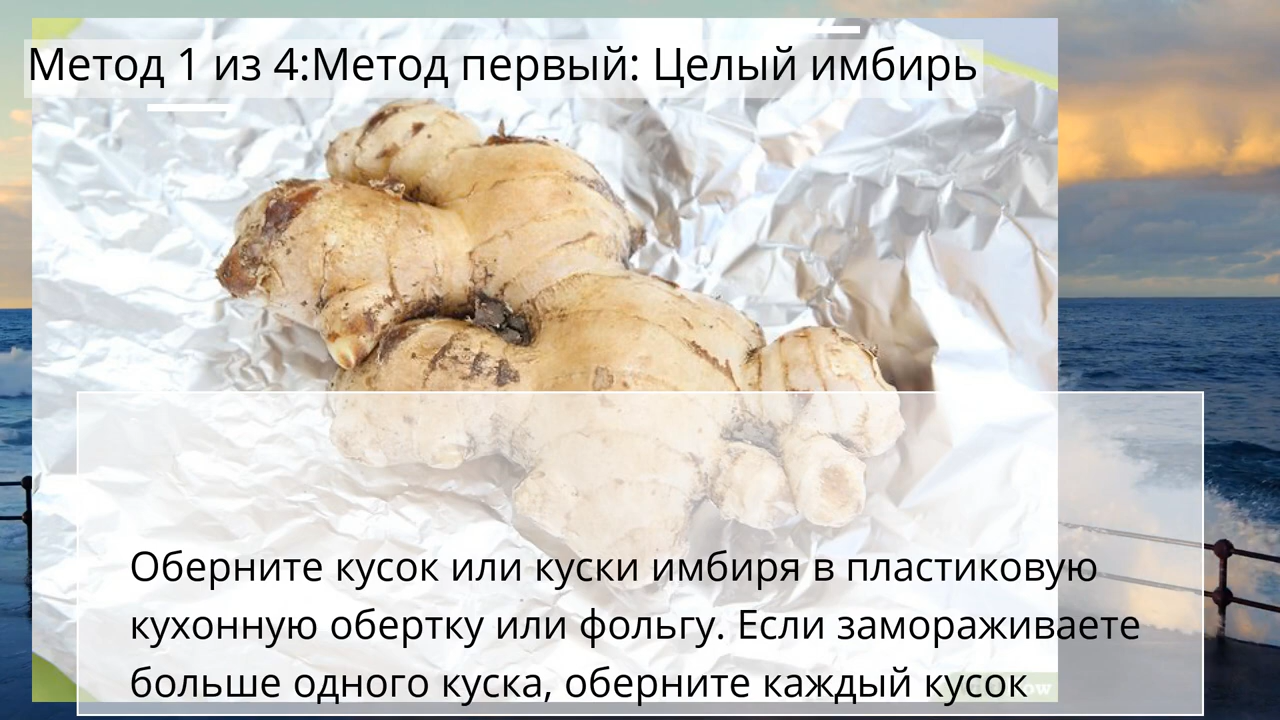 Метод 1 из 4:Метод первый: Целый имбирь
Оберните кусок или куски имбиря в пластиковую
кухонную обертку или фольгу. Если замораживаете
больше одного куска, оберните каждый кусок